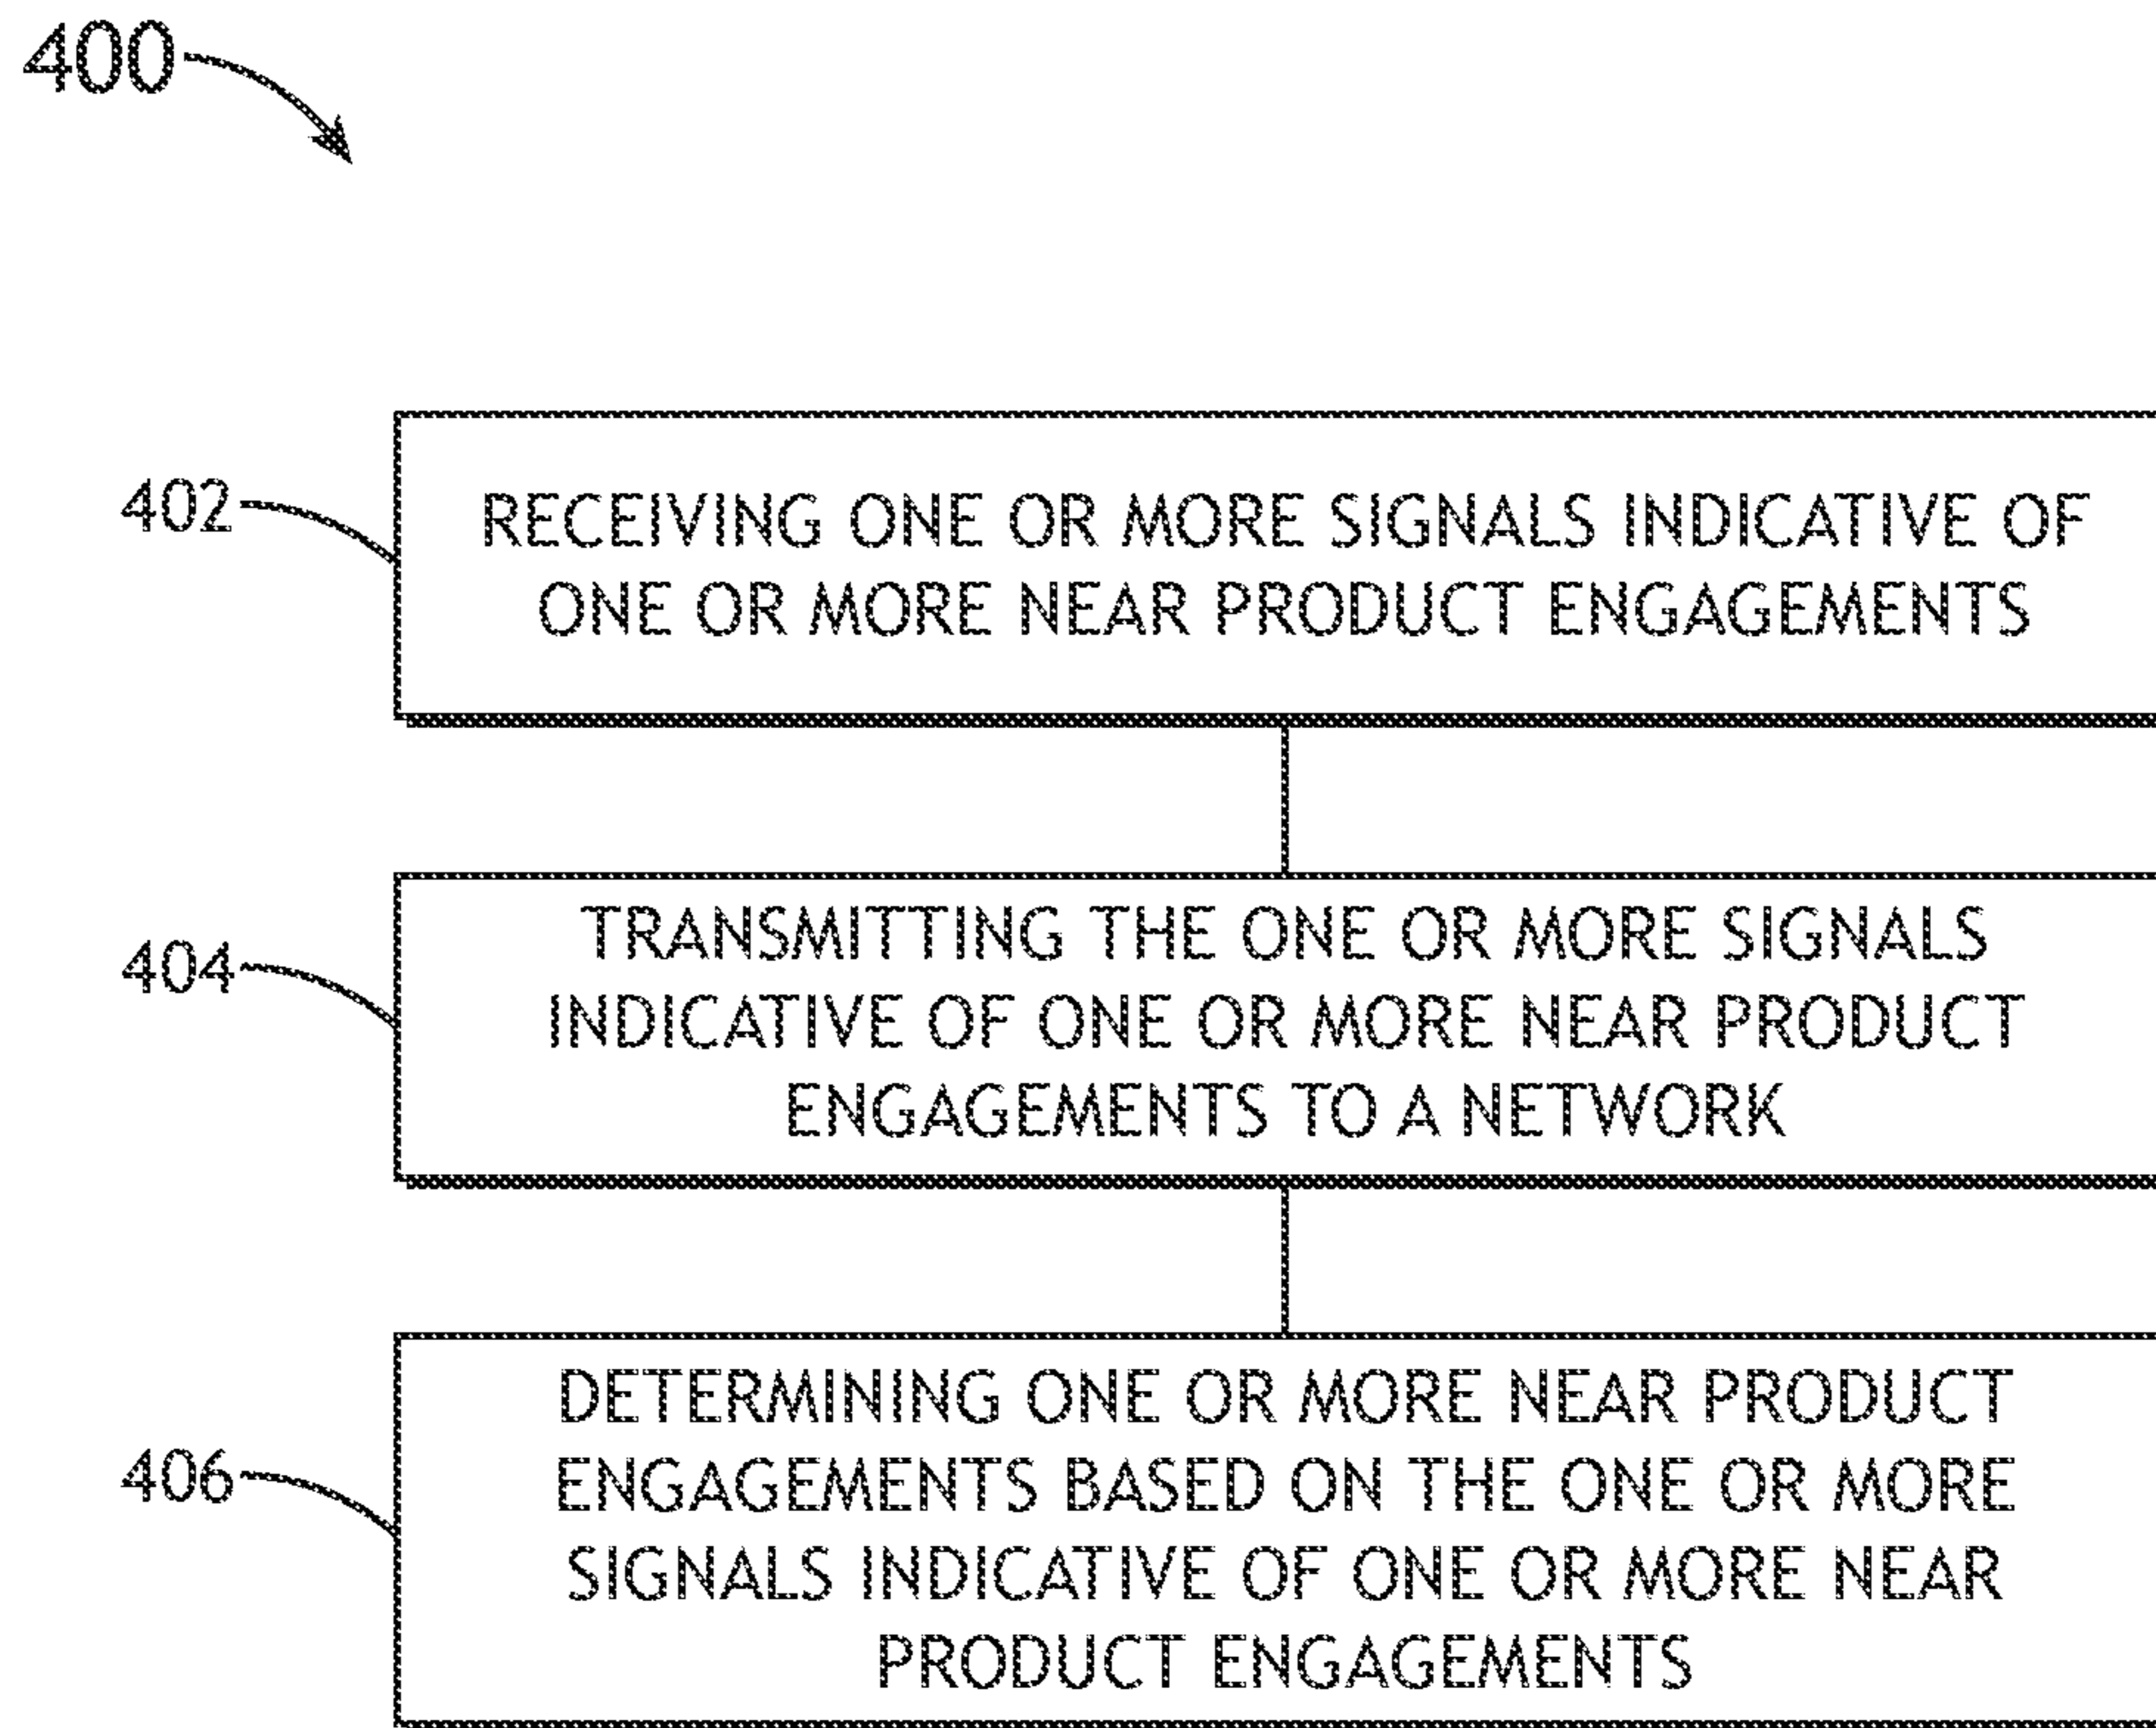 400
402
RECEIVING ONE OR MORE SIGNALS INDICATIVE OF
ONE OR MORE NEAR PRODUCT ENGAGEMENTS
404
TRANSMITTING THE ONE OR MORE SIGNALS
INDICATIVE OF ONE OR MORE NEAR PRODUCT
ENGAGEMENTS TO A NETWORK
406
DETERMINING ONE OR MORE NEAR PRODUCT
ENGAGEMENTS BASED ON THE ONE OR MORE
SIGNALS INDICATIVE OF ONE OR MORE NEAR
PRODUCT ENGAGEMENTS